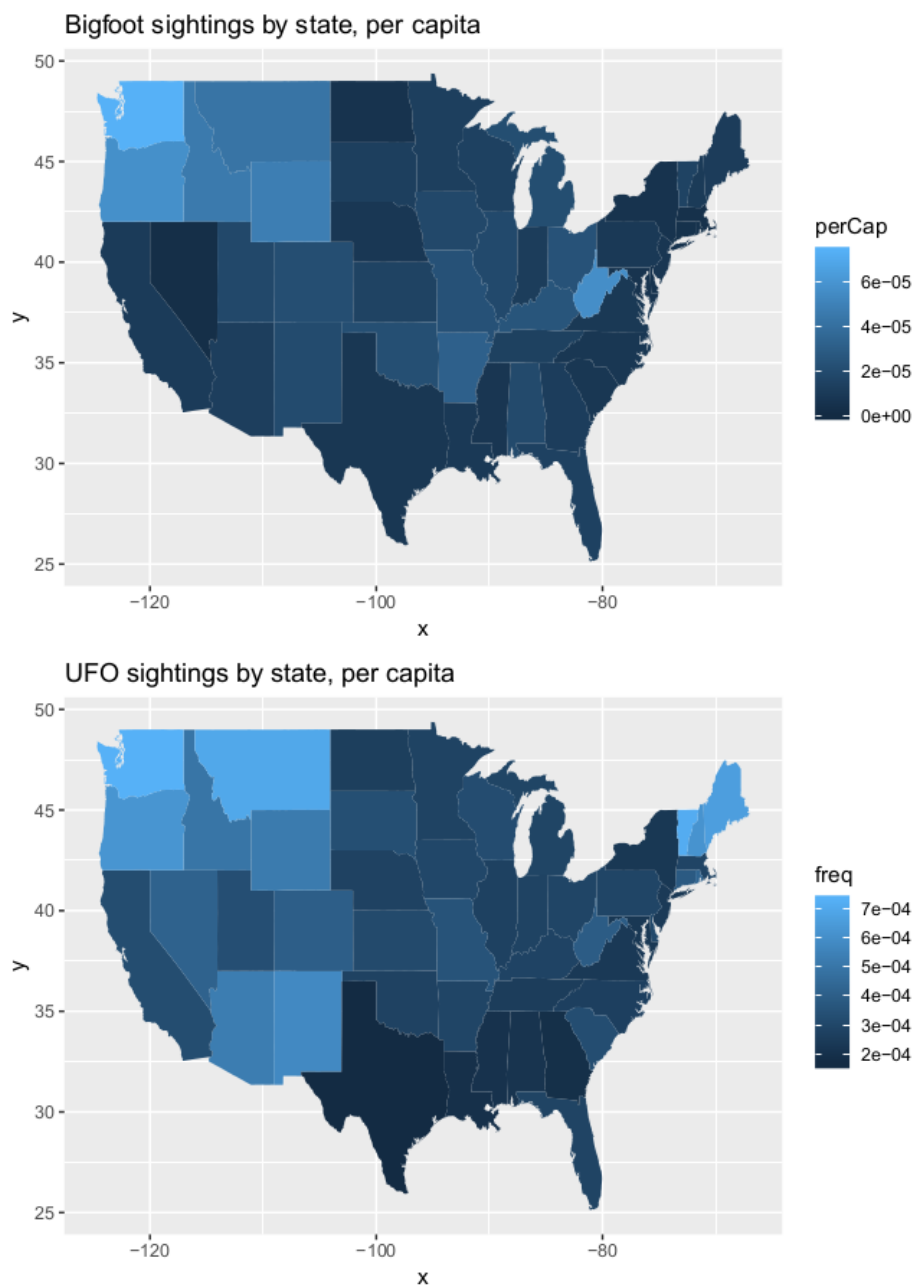 Bigfoot sightings by state, per capita
50
45
40
35
30
25
y
−120
−100
−80
x
perCap
6e−05
4e−05
2e−05
0e+00
UFO sightings by state, per capita
50
45
40
35
30
25
y
−120
−100
−80
x
freq
7e−04
6e−04
5e−04
4e−04
3e−04
2e−04